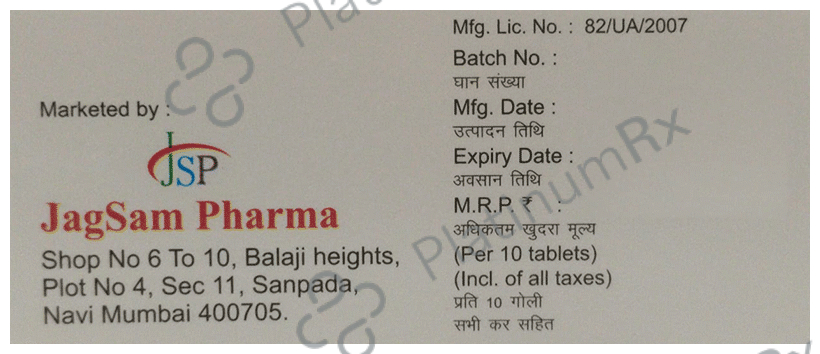 Marketed by :
JSP
JagSam Pharma
Shop No 6 To 10, Balaji heights,
Plot No 4, Sec 11, Sanpada,
Navi Mumbai 400705.
Mfg. Lic. No. : 82/UA/2007
Batch No. :
घान संख्या
Mfg. Date :
उत्पादन तिथि
Expiry Date :
अवसान तिथि
M.R.P. ₹ :
अधिकतम खुदरा मूल्य
(Per 10 tablets)
(Incl. of all taxes)
प्रति 10 गोली
सभी कर सहित
PlatinumRx